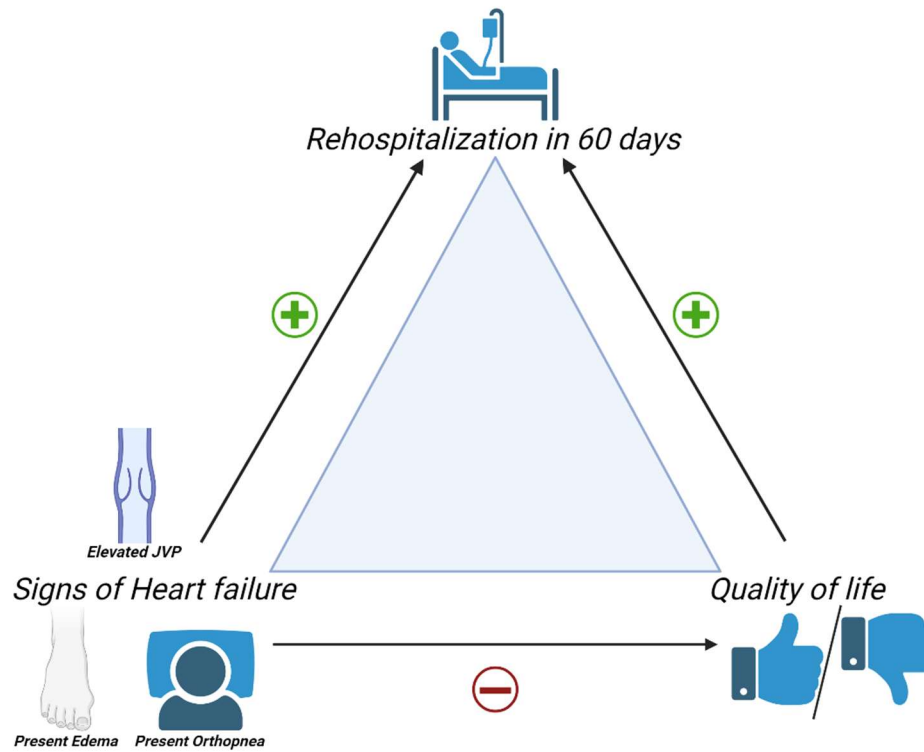 Rehospitalization in 60 days
Elevated JVP
Signs of Heart failure
Quality of life
Present Edema
Present Orthopnea